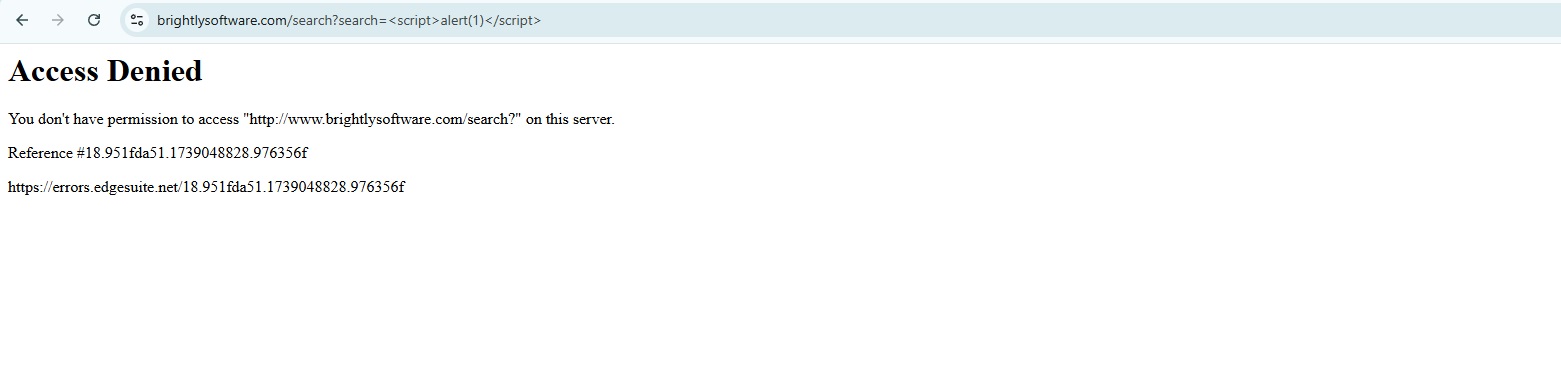 brightlysoftware.com/search?search=<script>alert(1)</script>
Access Denied
You don't have permission to access "http://www.brightlysoftware.com/search?" on this server.
Reference #18.951fda51.1739048828.976356f
https://errors.edgesuite.net/18.951fda51.1739048828.976356f